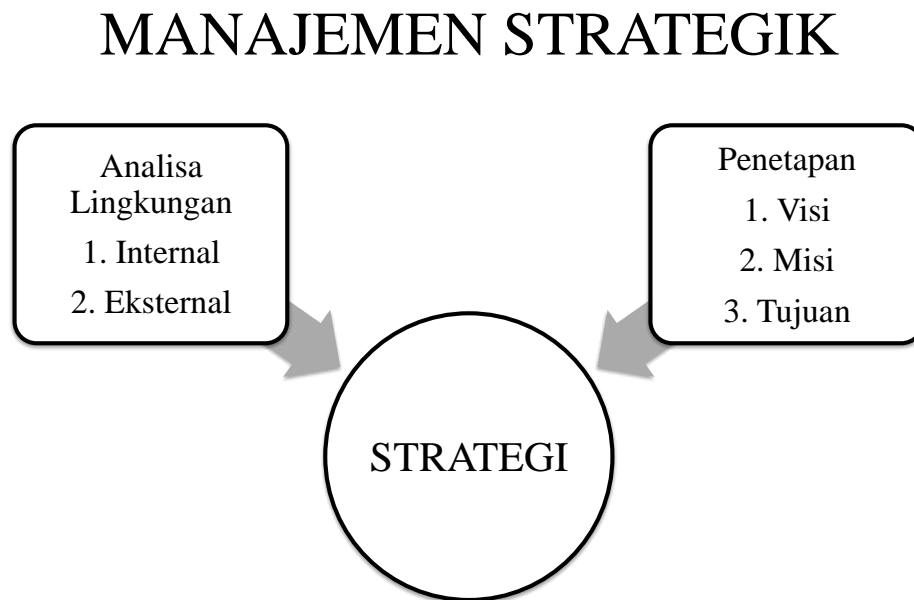 MANAJEMEN STRATEGIK
Analisa
Lingkungan
1. Internal
2. Eksternal
Penetapan
1. Visi
2. Misi
3. Tujuan
STRATEGI